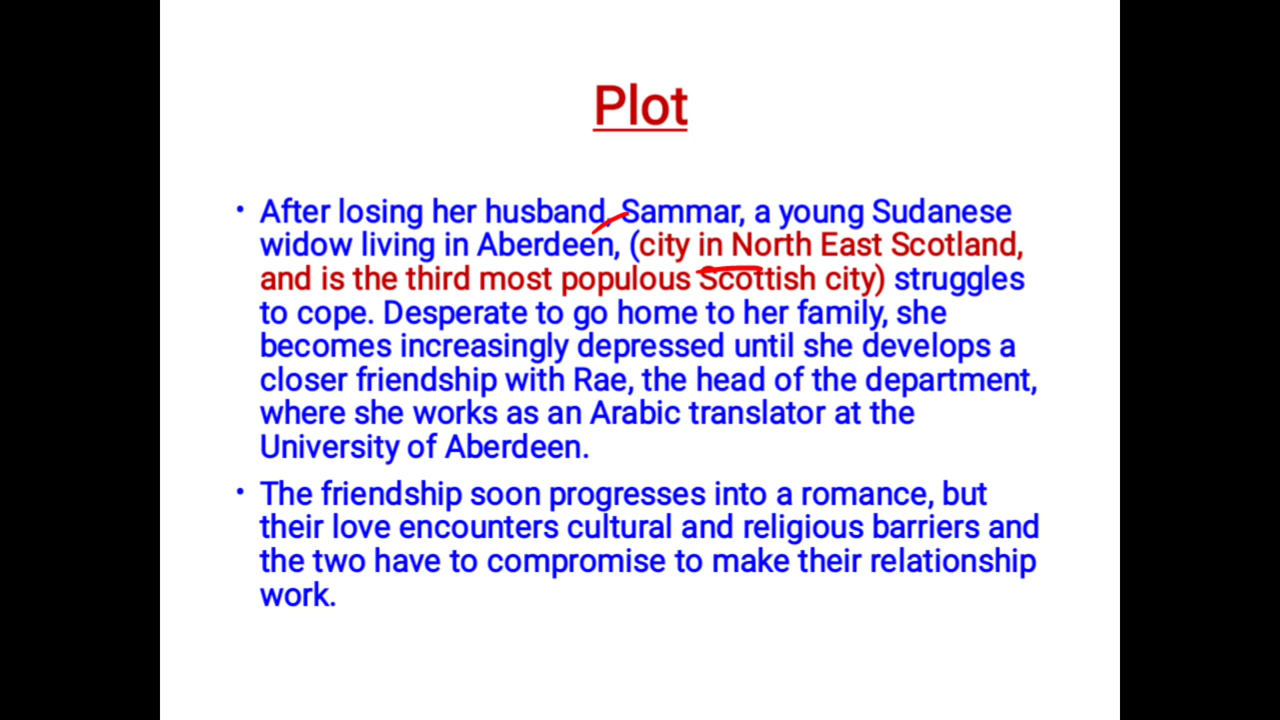 Plot
• After losing her husband, Sammar, a young Sudanese
widow living in Aberdeen, (city in North East Scotland,
and is the third most populous Scottish city) struggles
to cope. Desperate to go home to her family, she
becomes increasingly depressed until she develops a
closer friendship with Rae, the head of the department,
where she works as an Arabic translator at the
University of Aberdeen.
• The friendship soon progresses into a romance, but
their love encounters cultural and religious barriers and
the two have to compromise to make their relationship
work.